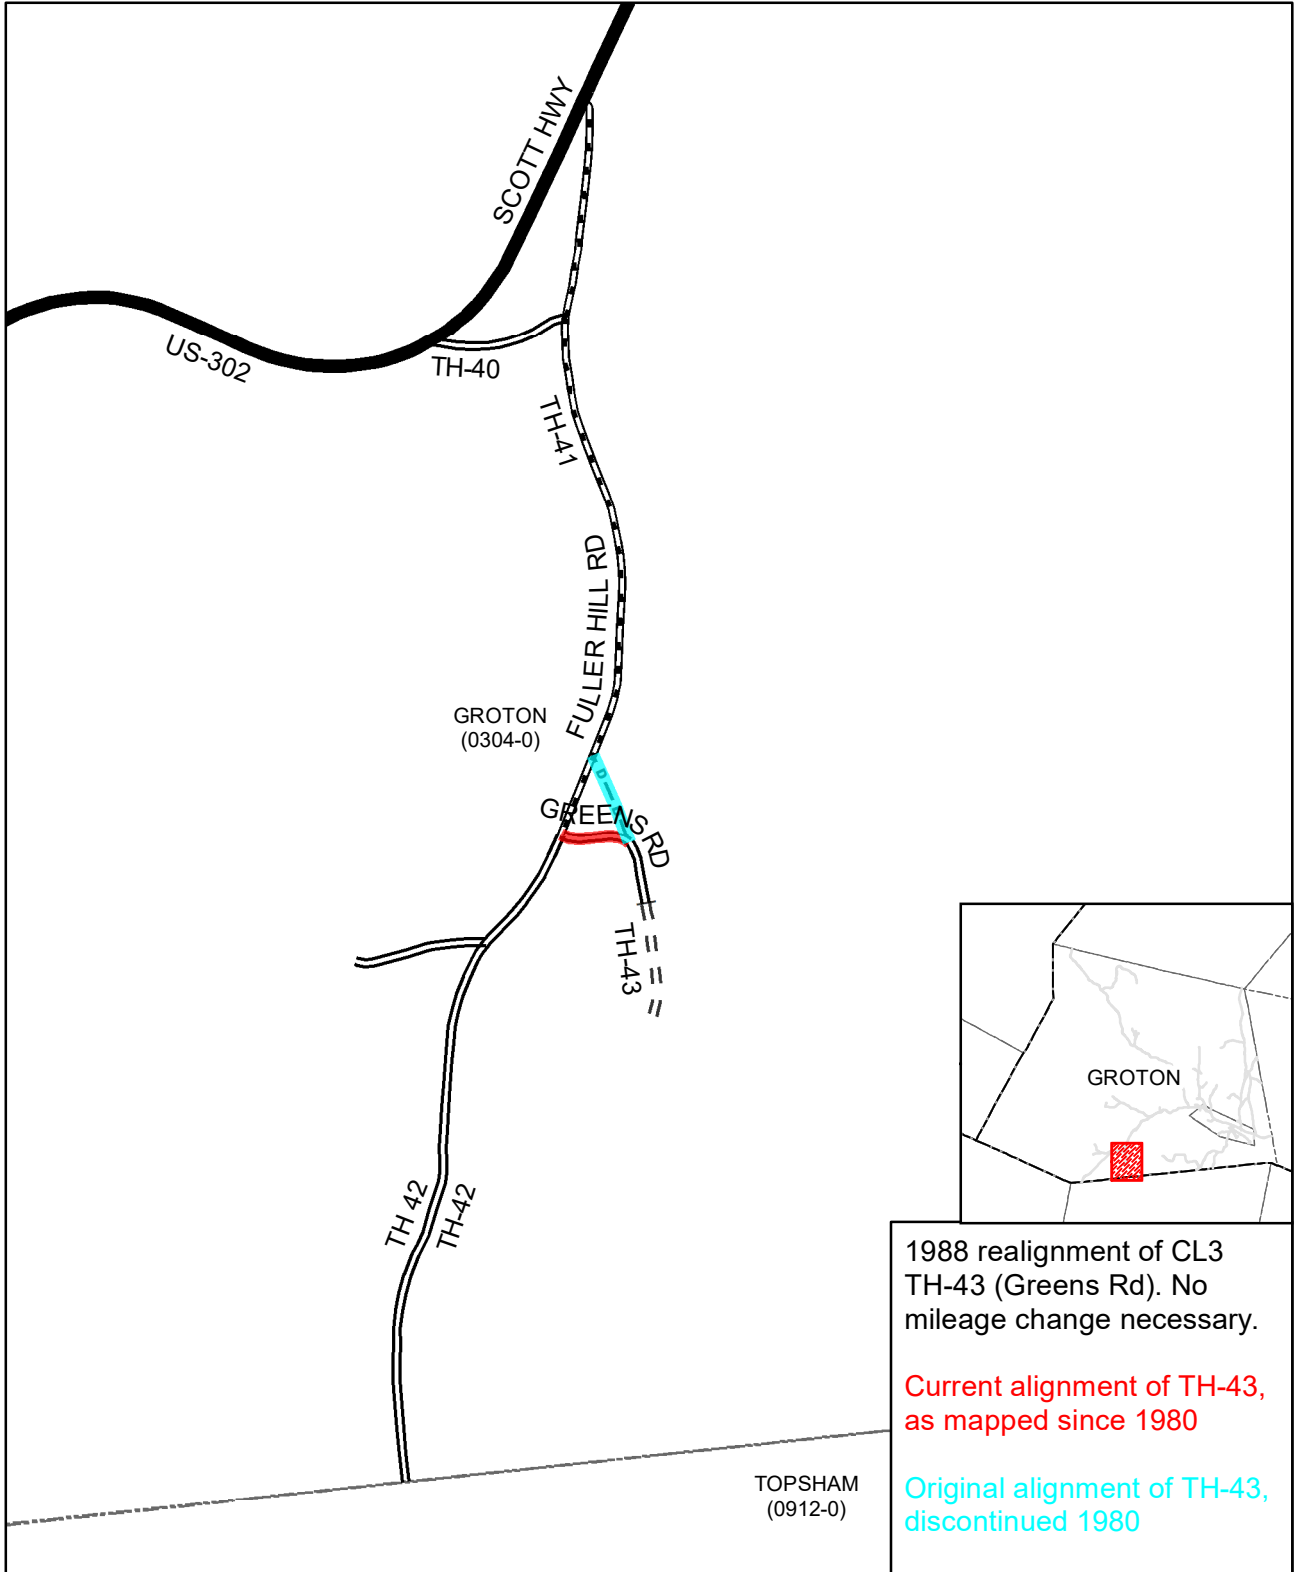 SCOTT HWY
US-302
TH-40
TH-41
FULLER HILL RD
GROTON
(0304-0)
D
GREENS RD
TH-43
GROTON
TH 42
TH-42
1988 realignment of CL3
TH-43 (Greens Rd). No
mileage change necessary.
Current alignment of TH-43,
as mapped since 1980
Original alignment of TH-43,
discontinued 1980
TOPSHAM
(0912-0)